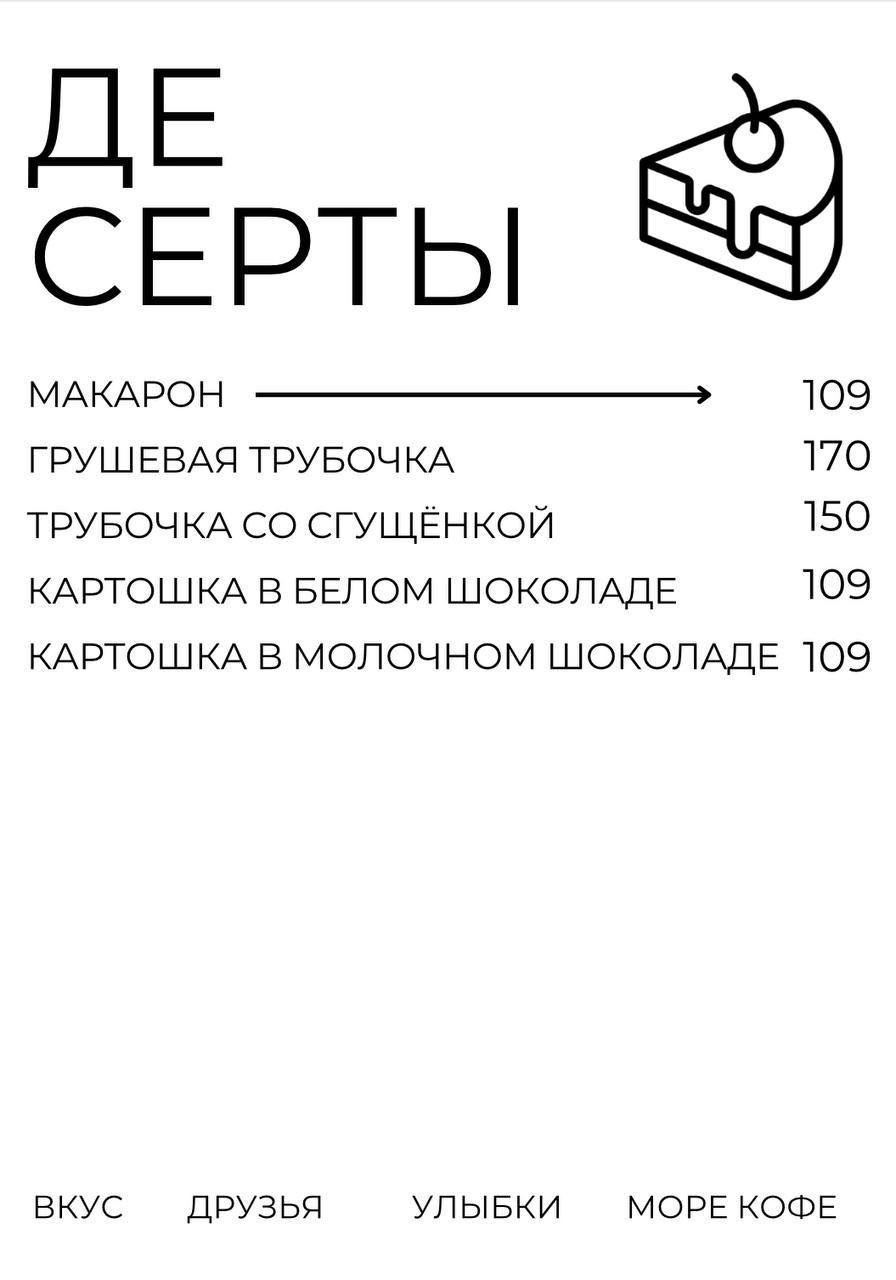 ДЕ
СЕРТЫ
МАКАРОН 109
ГРУШЕВАЯ ТРУБОЧКА 170
ТРУБОЧКА СО СГУЩЁНКОЙ 150
КАРТОШКА В БЕЛОМ ШОКОЛАДЕ 109
КАРТОШКА В МОЛОЧНОМ ШОКОЛАДЕ 109
ВКУС ДРУЗЬЯ УЛЫБКИ МОРЕ КОФЕ